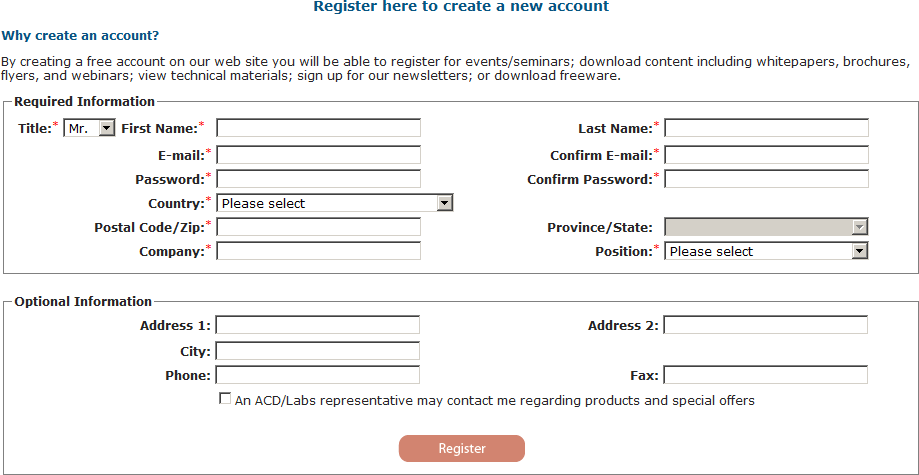 Register here to create a new account
Why create an account?
By creating a free account on our web site you will be able to register for events/seminars; download content including whitepapers, brochures,
flyers, and webinars; view technical materials; sign up for our newsletters; or download freeware.
Required Information
Title:* Mr. First Name:* Last Name:*
E-mail:* Confirm E-mail:*
Password:* Confirm Password:*
Country:* Please select
Postal Code/Zip:* Province/State:
Company:* Position:* Please select
Optional Information
Address 1: Address 2:
City:
Phone: Fax:
An ACD/Labs representative may contact me regarding products and special offers
Register